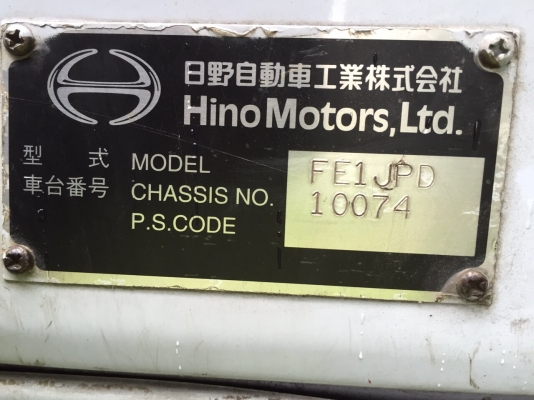 日野自動車工業株式会社
Hino Motors, Ltd.
型 式 MODEL FE1JPD
車台番号 CHASSIS NO. 10074
P.S.CODE